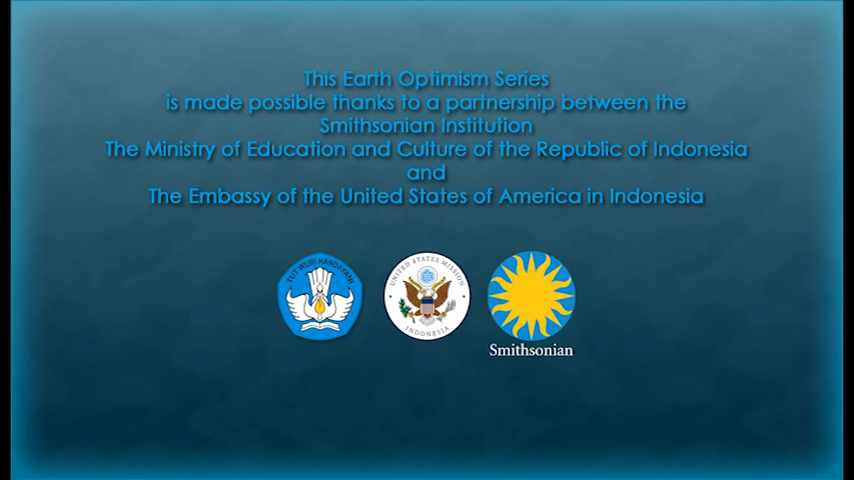 This Earth Optimism Series
is made possible thanks to a partnership between the
Smithsonian Institution
The Ministry of Education and Culture of the Republic of Indonesia
and
The Embassy of the United States of America in Indonesia
TUT WURI HANDAYANI
UNITED STATES MISSION
INDONESIA
Smithsonian